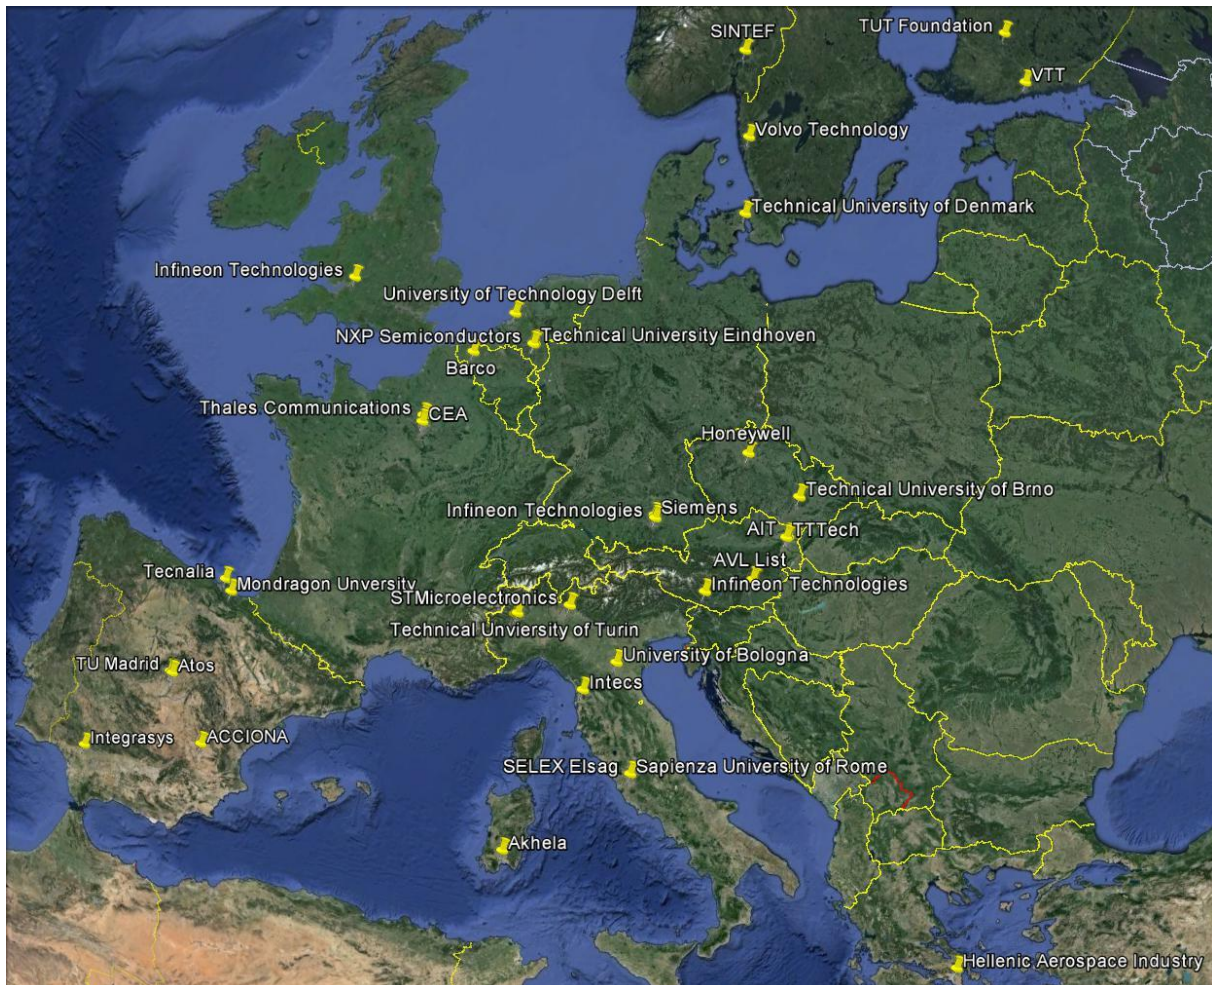 SINTEF
TUT Foundation
VTT
Volvo Technology
Technical University of Denmark
Infineon Technologies
University of Technology Delft
NXP Semiconductors
Technical University Eindhoven
Barco
Thales Communications
CEA
Honeywell
Technical University of Brno
Infineon Technologies
Siemens
AIT
TTTech
AVL List
Tecnalia
Mondragon Unversity
Infineon Technologies
STMicroelectronics
Technical Unviersity of Turin
University of Bologna
TU Madrid
Atos
Intecs
Integrasys
ACCIONA
SELEX Elsag
Sapienza University of Rome
Akhela
Hellenic Aerospace Industry